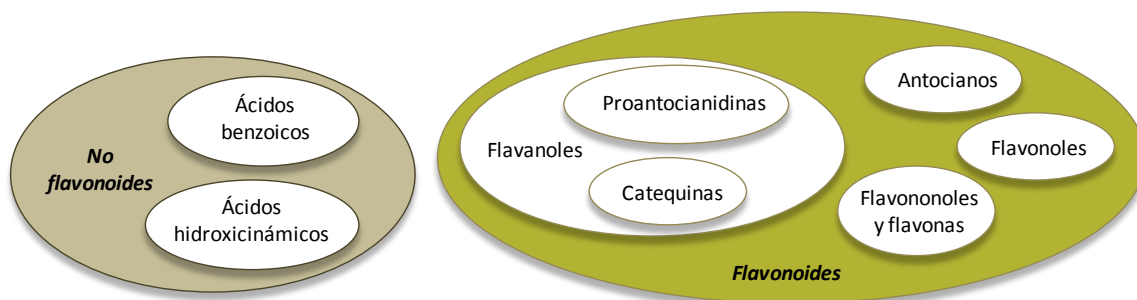 No
flavonoides
Ácidos
benzoicos
Ácidos
hidroxicinámicos
Flavanoles
Proantocianidinas
Catequinas
Antocianos
Flavonoles
Flavononoles
y flavonas
Flavonoides